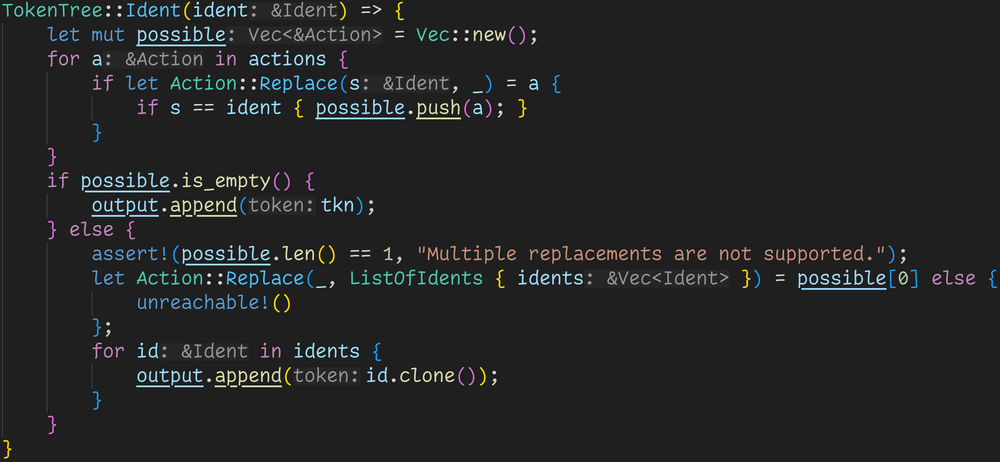 TokenTree::Ident(ident: &Ident) => {
    let mut possible: Vec<&Action> = Vec::new();
    for a: &Action in actions {
        if let Action::Replace(s: &Ident, _) = a {
            if s == ident { possible.push(a); }
        }
    }
    if possible.is_empty() {
        output.append(token: tkn);
    } else {
        assert!(possible.len() == 1, "Multiple replacements are not supported.");
        let Action::Replace(_, ListOfIdents { idents: &Vec<Ident> }) = possible[0] else {
            unreachable!()
        };
        for id: &Ident in idents {
            output.append(token: id.clone());
        }
    }
}